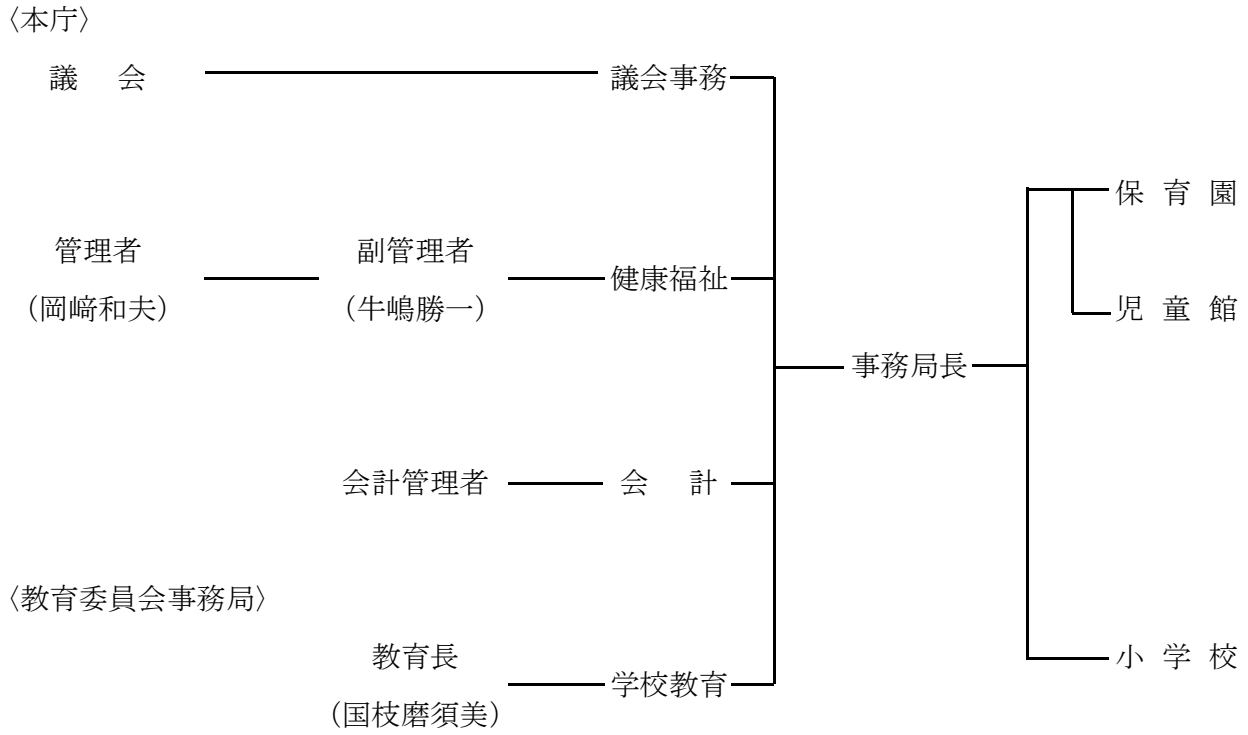 〈本庁〉
議 会
議会事務
保 育 園
管理者
副管理者
健康福祉
(岡﨑和夫)
(牛嶋勝一)
児 童 館
事務局長
会計管理者
会 計
〈教育委員会事務局〉
教育長
学校教育
小 学 校
(国枝磨須美)